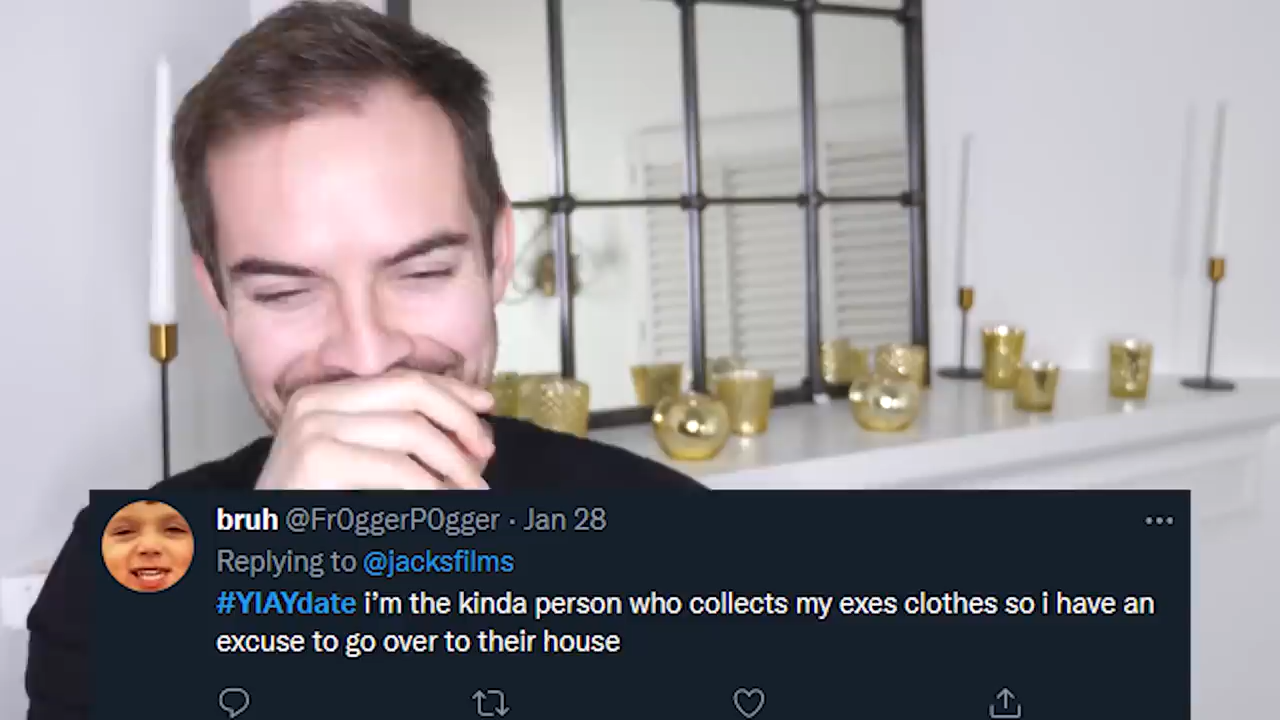 bruh @Fr0ggerP0gger · Jan 28
Replying to @jacksfilms
#YIAYdate i’m the kinda person who collects my exes clothes so i have an
excuse to go over to their house